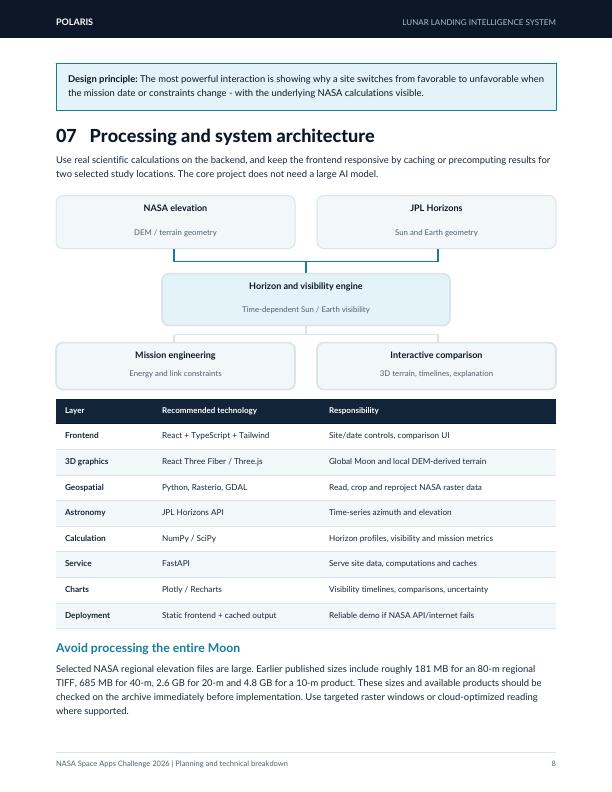 POLARIS
LUNAR LANDING INTELLIGENCE SYSTEM
Design principle: The most powerful interaction is showing why a site switches from favorable to unfavorable when
the mission date or constraints change - with the underlying NASA calculations visible.
07 Processing and system architecture
Use real scientific calculations on the backend, and keep the frontend responsive by caching or precomputing results for
two selected study locations. The core project does not need a large AI model.
NASA elevation
DEM / terrain geometry
JPL Horizons
Sun and Earth geometry
Horizon and visibility engine
Time-dependent Sun / Earth visibility
Mission engineering
Energy and link constraints
Interactive comparison
3D terrain, timelines, explanation
Layer Recommended technology Responsibility
Frontend React + TypeScript + Tailwind Site/date controls, comparison UI
3D graphics React Three Fiber / Three.js Global Moon and local DEM-derived terrain
Geospatial Python, Rasterio, GDAL Read, crop and reproject NASA raster data
Astronomy JPL Horizons API Time-series azimuth and elevation
Calculation NumPy / SciPy Horizon profiles, visibility and mission metrics
Service FastAPI Serve site data, computations and caches
Charts Plotly / Recharts Visibility timelines, comparisons, uncertainty
Deployment Static frontend + cached output Reliable demo if NASA API/internet fails
Avoid processing the entire Moon
Selected NASA regional elevation files are large. Earlier published sizes include roughly 181 MB for an 80-m regional
TIFF, 685 MB for 40-m, 2.6 GB for 20-m and 4.8 GB for a 10-m product. These sizes and available products should be
checked on the archive immediately before implementation. Use targeted raster windows or cloud-optimized reading
where supported.
NASA Space Apps Challenge 2026 | Planning and technical breakdown
8